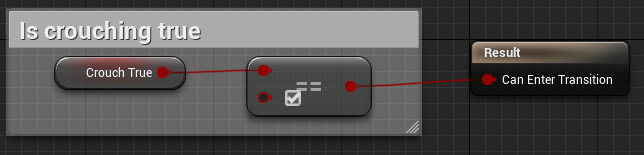 Is crouching true
Crouch True
==
Result
Can Enter Transition